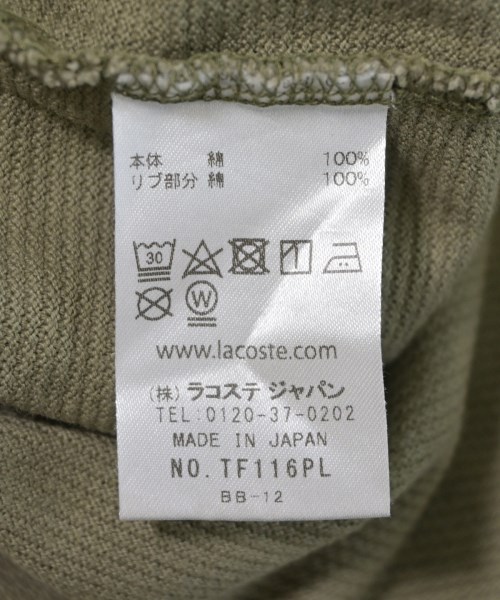 本体 綿 100%
リブ部分 綿 100%
30
W
www.lacoste.com
(株) ラコステ ジャパン
TEL:0120-37-0202
MADE IN JAPAN
NO.TF116PL
BB-12